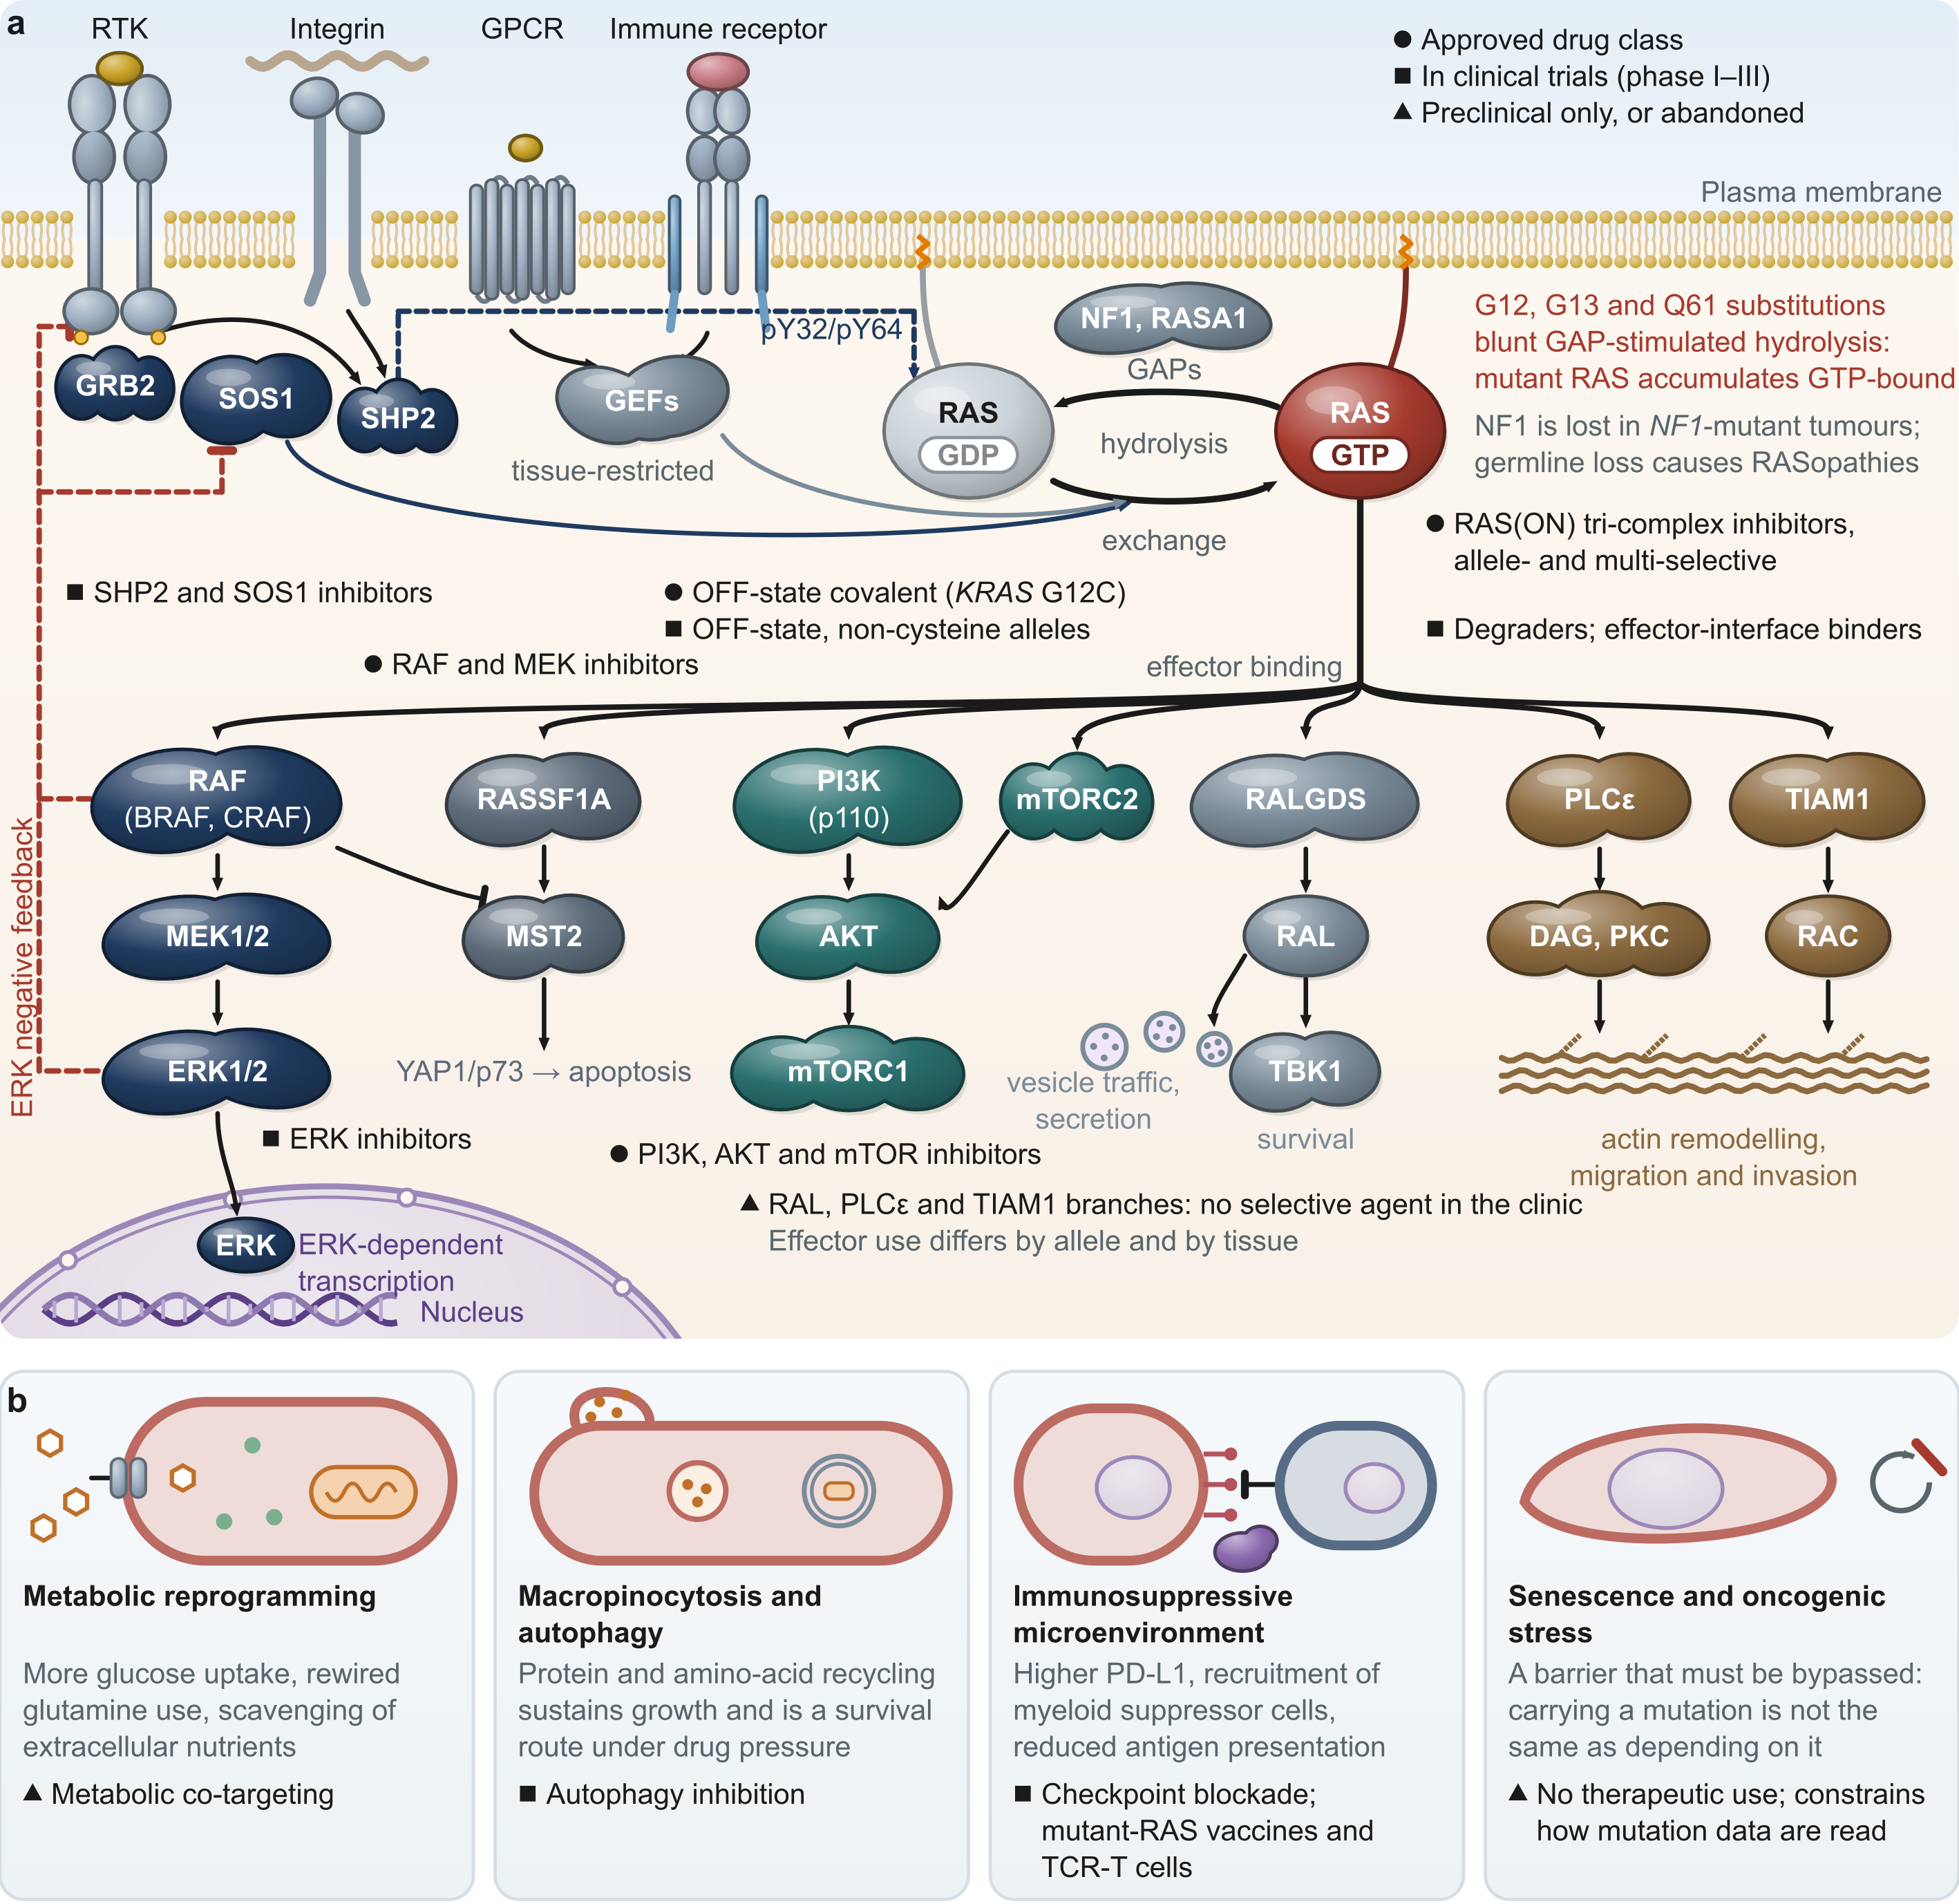 a
RTK
Integrin
GPCR
Immune receptor
● Approved drug class
■ In clinical trials (phase I–III)
▲ Preclinical only, or abandoned
Plasma membrane
GRB2
SOS1
SHP2
GEFs
tissue-restricted
pY32/pY64
RAS
GDP
NF1, RASA1
GAPs
hydrolysis
exchange
RAS
GTP
G12, G13 and Q61 substitutions
blunt GAP-stimulated hydrolysis:
mutant RAS accumulates GTP-bound
NF1 is lost in NF1-mutant tumours;
germline loss causes RASopathies
● RAS(ON) tri-complex inhibitors,
allele- and multi-selective
■ Degraders; effector-interface binders
■ SHP2 and SOS1 inhibitors
● OFF-state covalent (KRAS G12C)
■ OFF-state, non-cysteine alleles
● RAF and MEK inhibitors
effector binding
RAF
(BRAF, CRAF)
RASSF1A
PI3K
(p110)
mTORC2
RALGDS
PLCε
TIAM1
MEK1/2
MST2
AKT
RAL
DAG, PKC
RAC
ERK negative feedback
ERK1/2
YAP1/p73 → apoptosis
mTORC1
vesicle traffic,
secretion
TBK1
survival
actin remodelling,
migration and invasion
■ ERK inhibitors
● PI3K, AKT and mTOR inhibitors
▲ RAL, PLCε and TIAM1 branches: no selective agent in the clinic
Effector use differs by allele and by tissue
ERK
ERK-dependent
transcription
Nucleus
b
Metabolic reprogramming
More glucose uptake, rewired
glutamine use, scavenging of
extracellular nutrients
▲ Metabolic co-targeting
Macropinocytosis and
autophagy
Protein and amino-acid recycling
sustains growth and is a survival
route under drug pressure
■ Autophagy inhibition
Immunosuppressive
microenvironment
Higher PD-L1, recruitment of
myeloid suppressor cells,
reduced antigen presentation
■ Checkpoint blockade;
mutant-RAS vaccines and
TCR-T cells
Senescence and oncogenic
stress
A barrier that must be bypassed:
carrying a mutation is not the
same as depending on it
▲ No therapeutic use; constrains
how mutation data are read